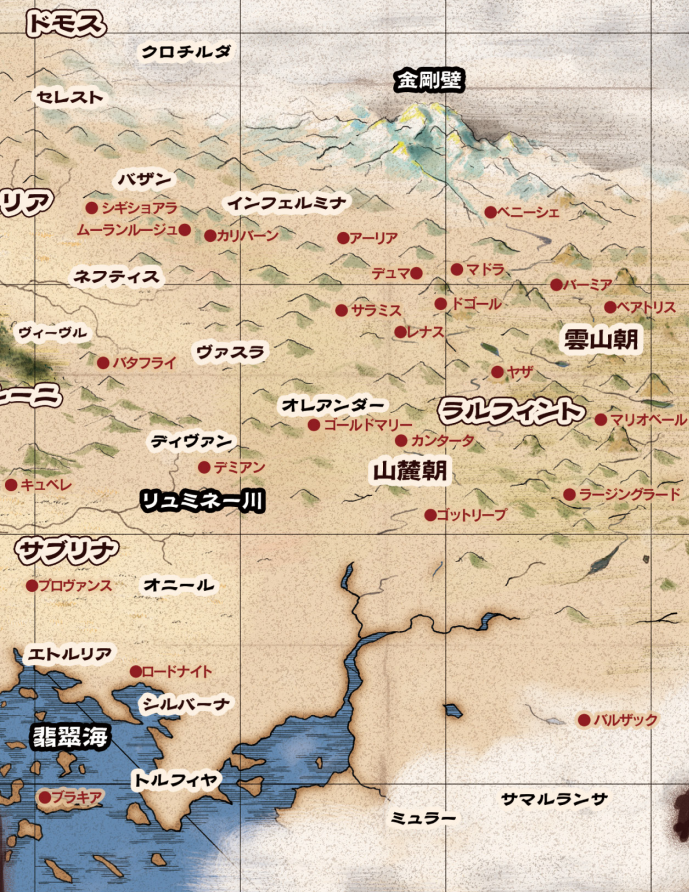 ドモス
クロチルダ
金剛壁
セレスト
バザン
リア
シギショアラ
インフェルミナ
ベニーシェ
ムーランルージュ
カリバーン
アーリア
ネフティス
デュマ
マドラ
バーミア
サラミス
ドゴール
ベアトリス
ヴィーヴル
レナス
雲山朝
ヴァスラ
バタフライ
ヤザ
レーニ
オレアンダー
ラルフィント
ゴールドマリー
マリオベール
ディヴァン
カンタータ
デミアン
山麓朝
キュベレ
リュミネー川
ラージングラード
ゴットリープ
サブリナ
プロヴァンス
オニール
エトルリア
ロードナイト
シルバーナ
翡翠海
バルザック
トルフィヤ
ブラキア
サマルランサ
ミュラー